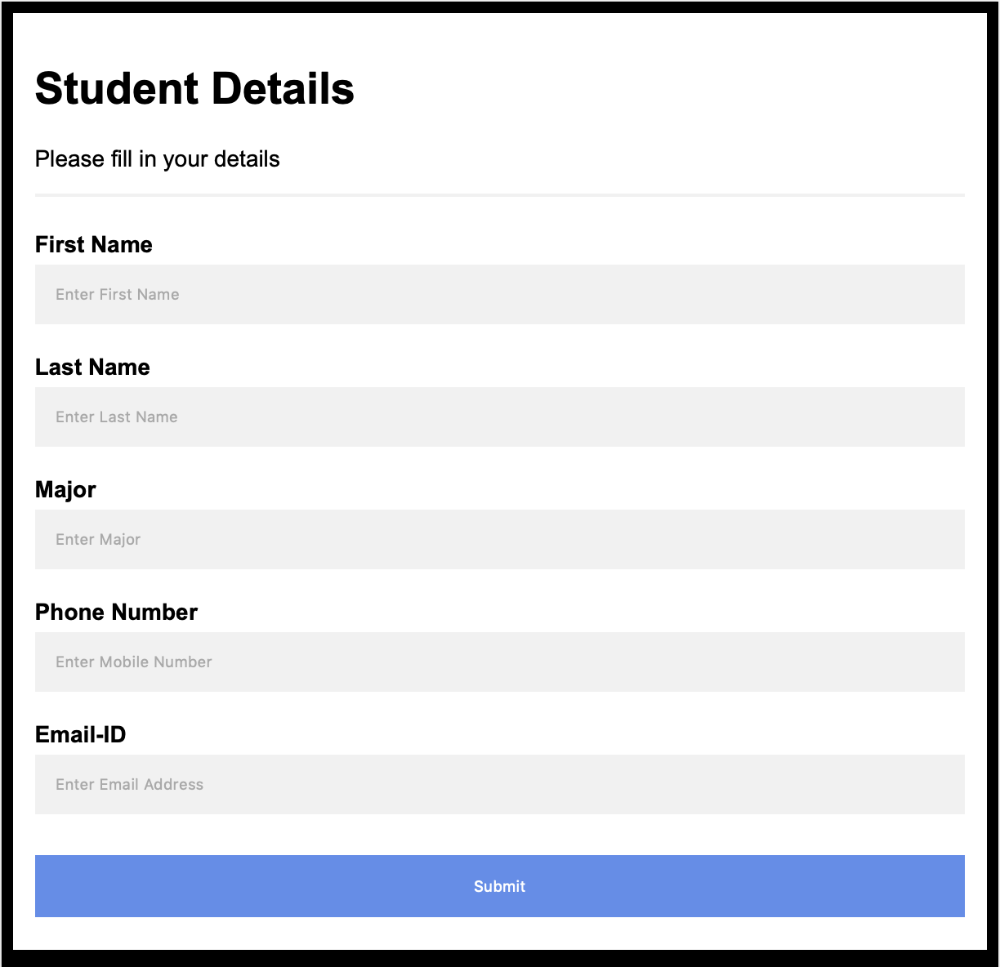 Student Details
Please fill in your details
First Name
Enter First Name
Last Name
Enter Last Name
Major
Enter Major
Phone Number
Enter Mobile Number
Email-ID
Enter Email Address
Submit